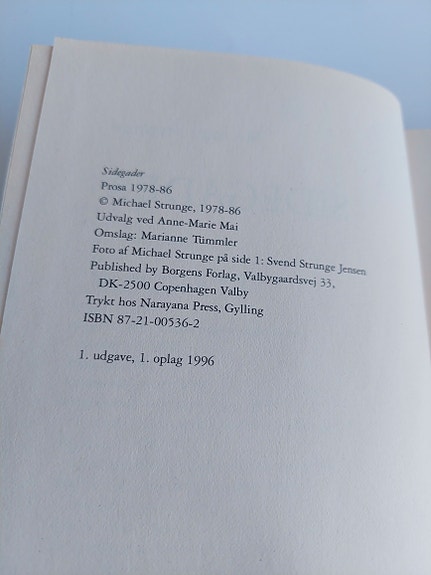 Sidegader
Prosa 1978-86
© Michael Strunge, 1978-86
Udvalg ved Anne-Marie Mai
Omslag: Marianne Tümmler
Foto af Michael Strunge på side 1: Svend Strunge Jensen
Published by Borgens Forlag, Valbygaardsvej 33,
DK-2500 Copenhagen Valby
Trykt hos Narayana Press, Gylling
ISBN 87-21-00536-2
1. udgave, 1. oplag 1996